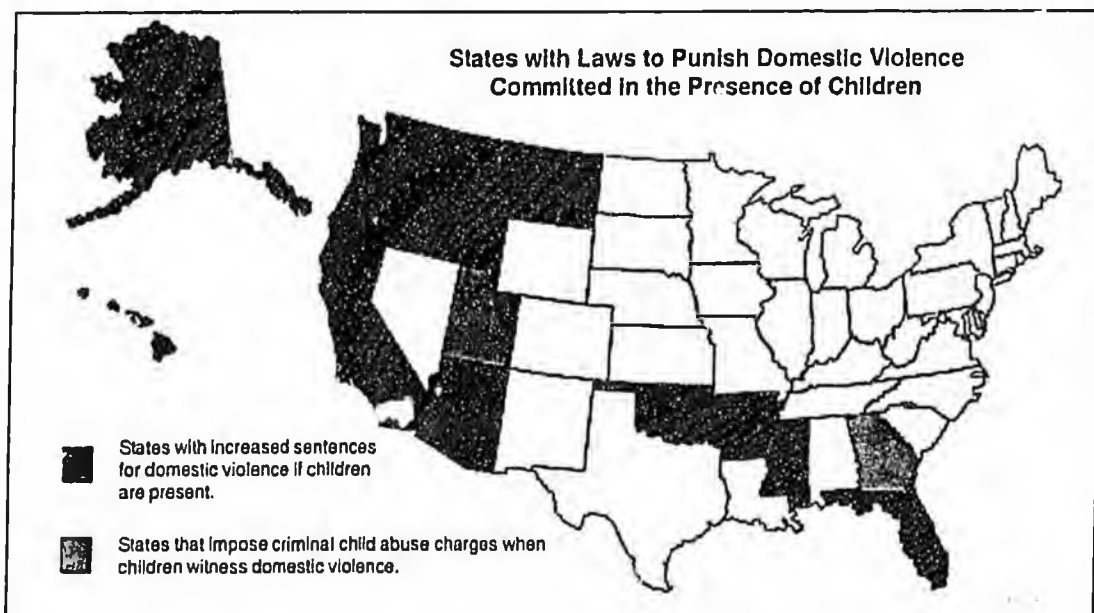 States with Laws to Punish Domestic Violence
Committed in the Presence of Children
States with increased sentences
for domestic violence if children
are present.
States that impose criminal child abuse charges when
children witness domestic violence.